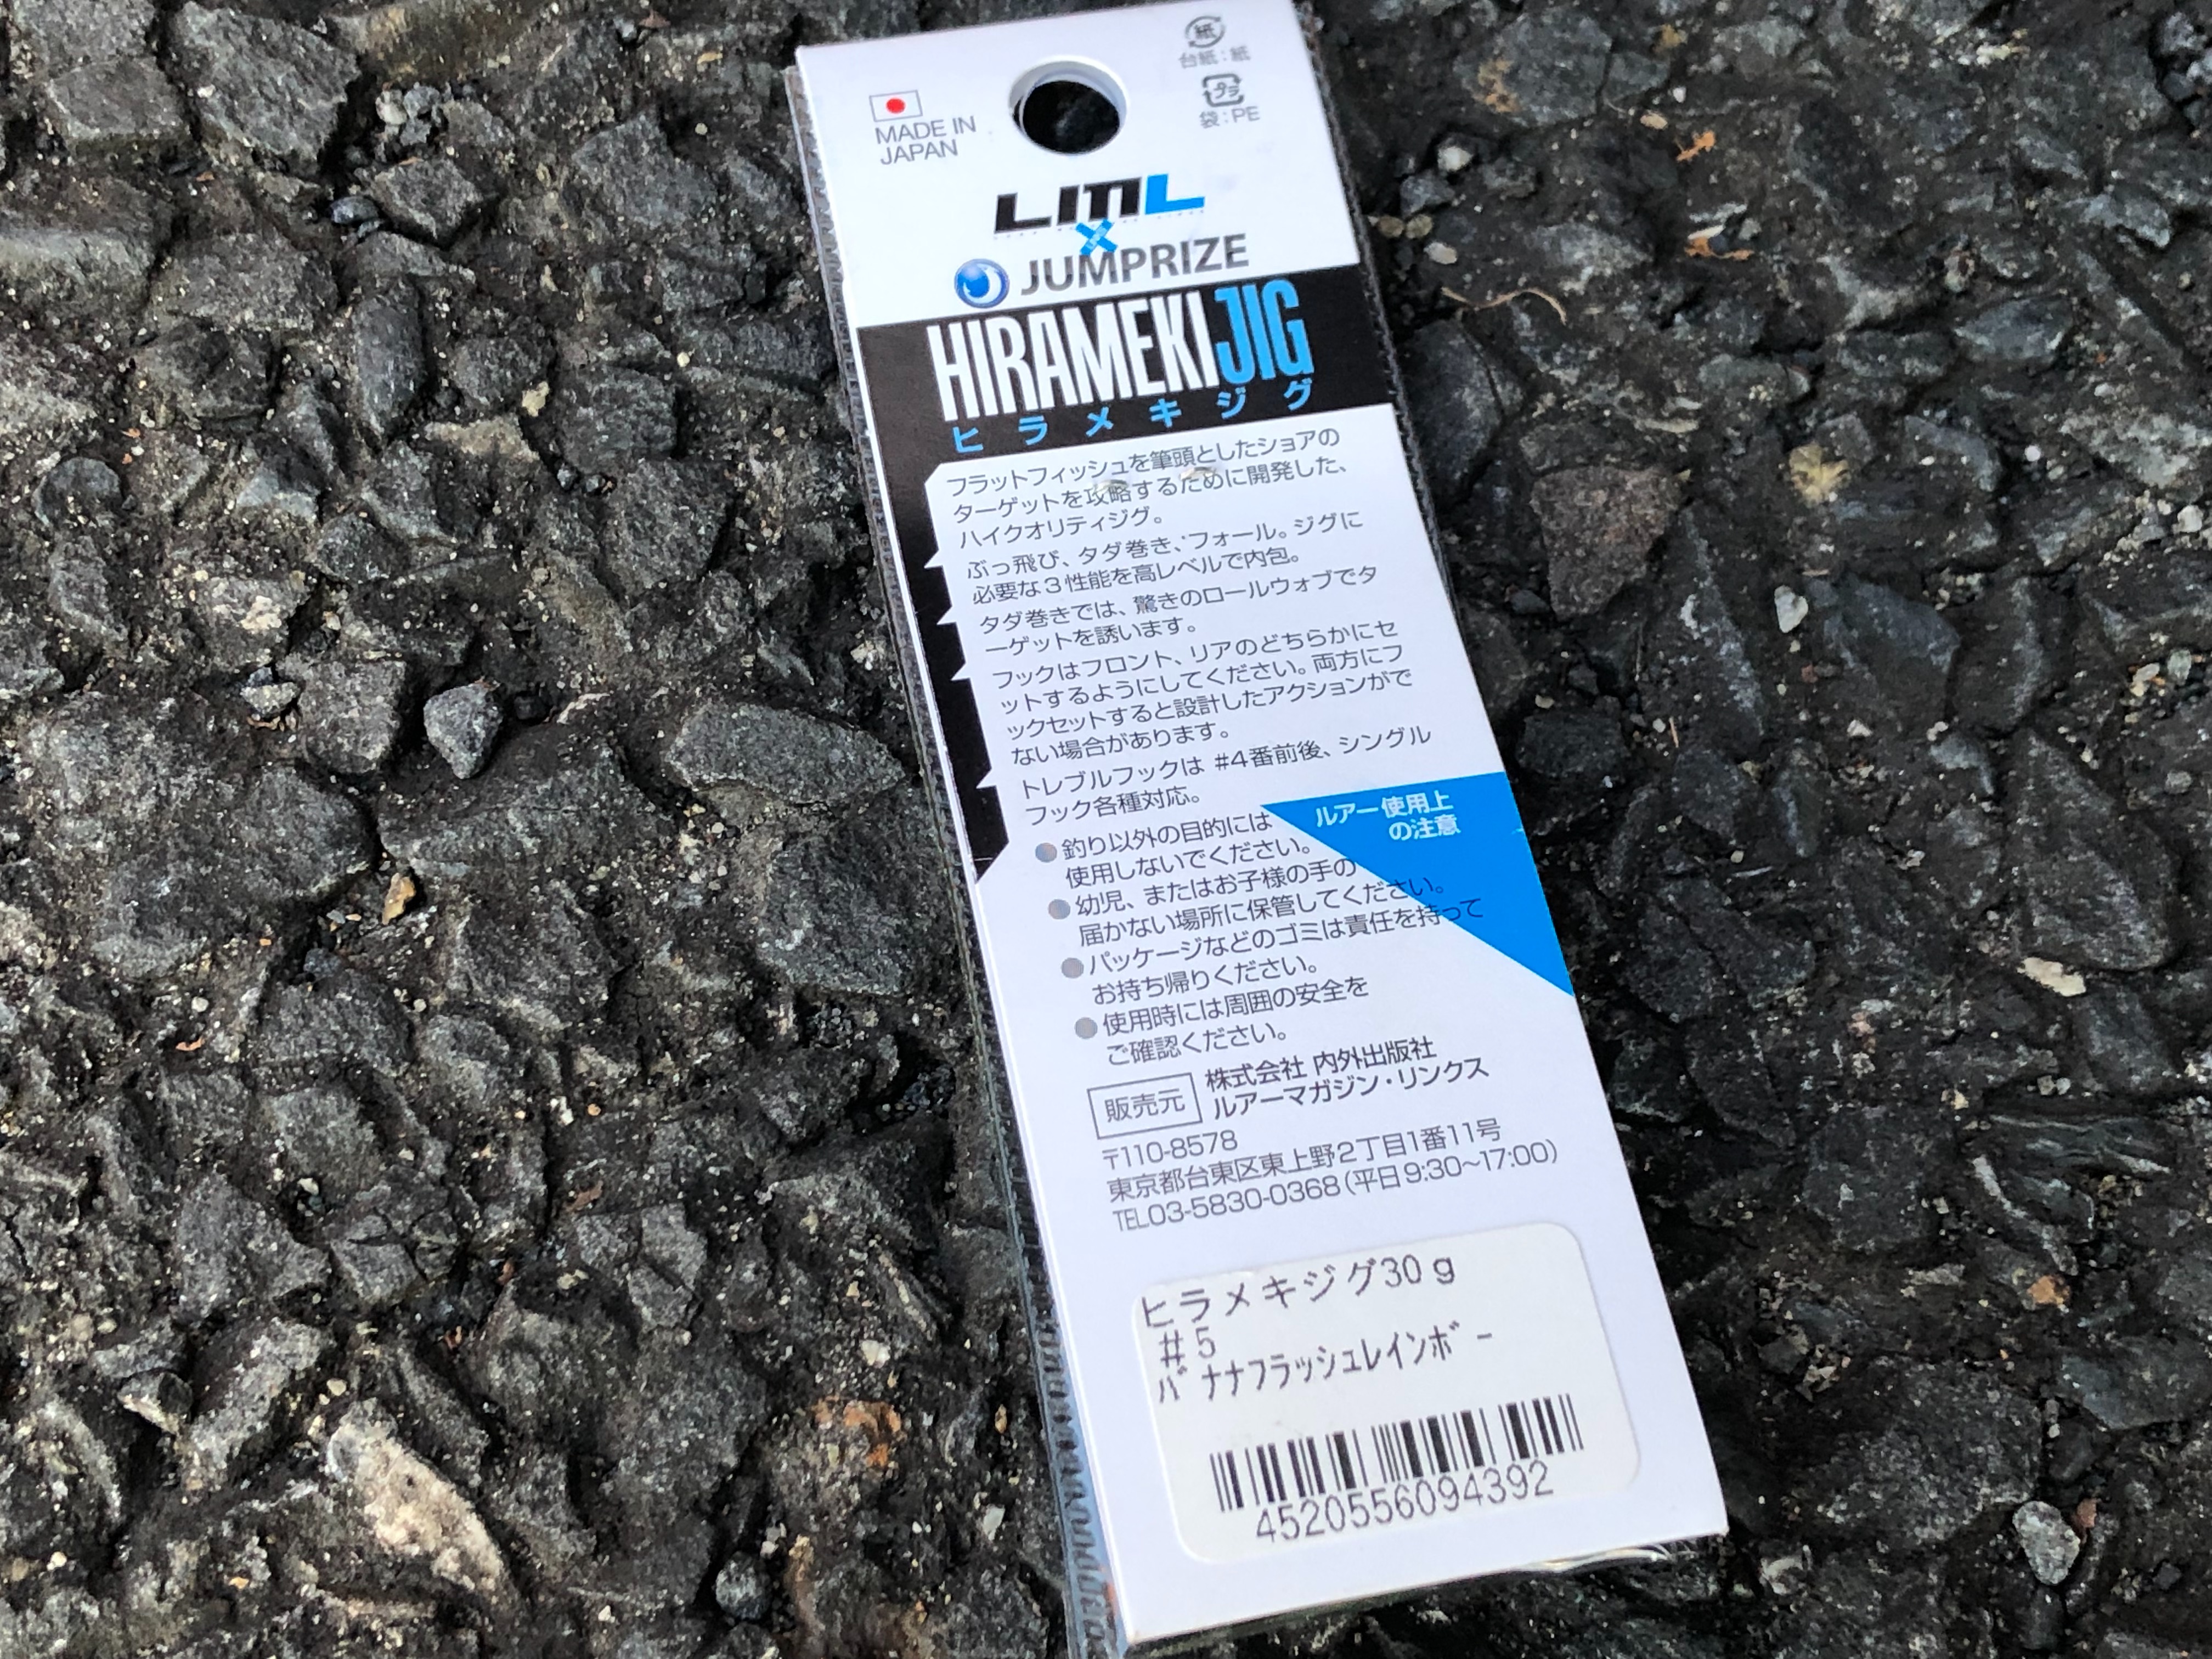 MADE IN
JAPAN
紙
台紙：紙
プラ
袋：PE
LML
×
JUMPRIZE
HIRAMEKI JIG
ヒラメキジグ
フラットフィッシュを筆頭としたショアの
ターゲットを攻略するために開発した、
ハイクオリティジグ。
ぶっ飛び、タダ巻き、フォール。ジグに
必要な3性能を高レベルで内包。
タダ巻きでは、驚きのロールウォブでタ
ーゲットを誘います。
フックはフロント、リアのどちらかにセ
ットするようにしてください。両方にフ
ックセットすると設計したアクションがで
ない場合があります。
トレブルフックは #4番前後、シングル
フック各種対応。
ルアー使用上
の注意
●釣り以外の目的には
使用しないでください。
●幼児、またはお子様の手の
届かない場所に保管してください。
●パッケージなどのゴミは責任を持って
お持ち帰りください。
●使用時には周囲の安全を
ご確認ください。
販売元
株式会社 内外出版社
ルアーマガジン・リンクス
〒110-8578
東京都台東区東上野2丁目1番11号
TEL03-5830-0368（平日9:30〜17:00）
ヒラメキジグ30g
#5
バナナフラッシュレインボー
4520556094392